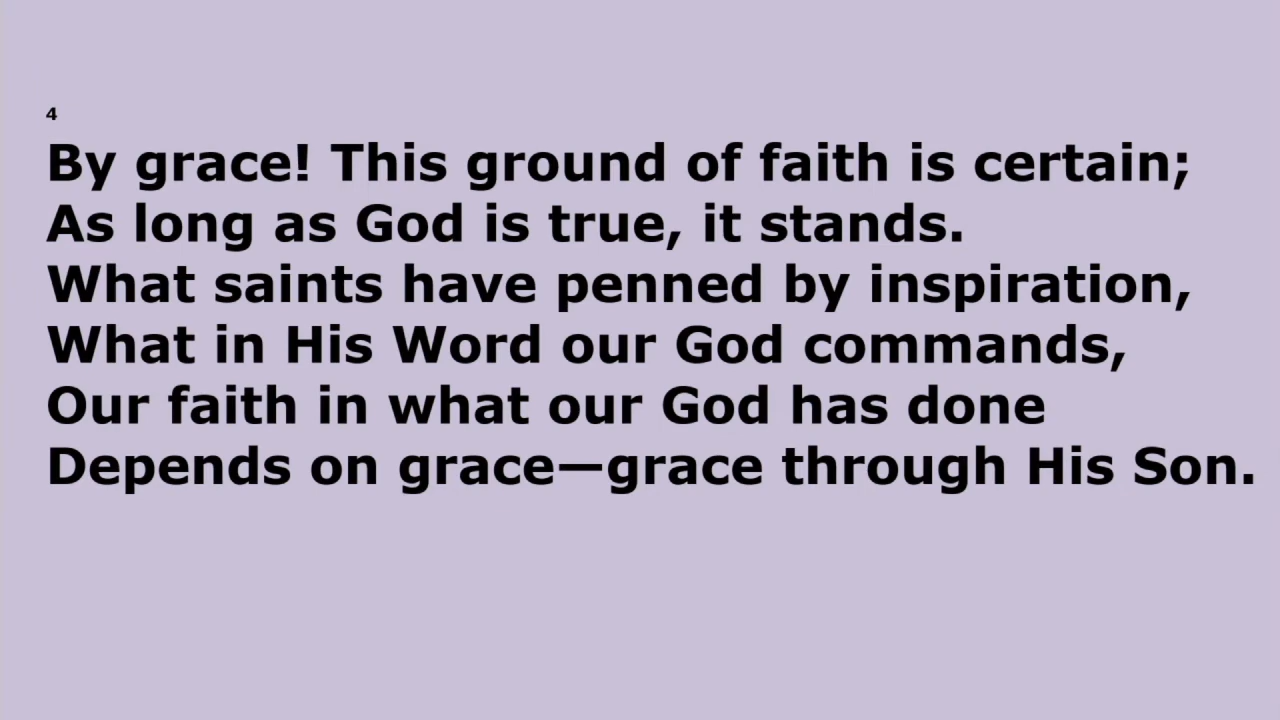 4
By grace! This ground of faith is certain;
As long as God is true, it stands.
What saints have penned by inspiration,
What in His Word our God commands,
Our faith in what our God has done
Depends on grace—grace through His Son.